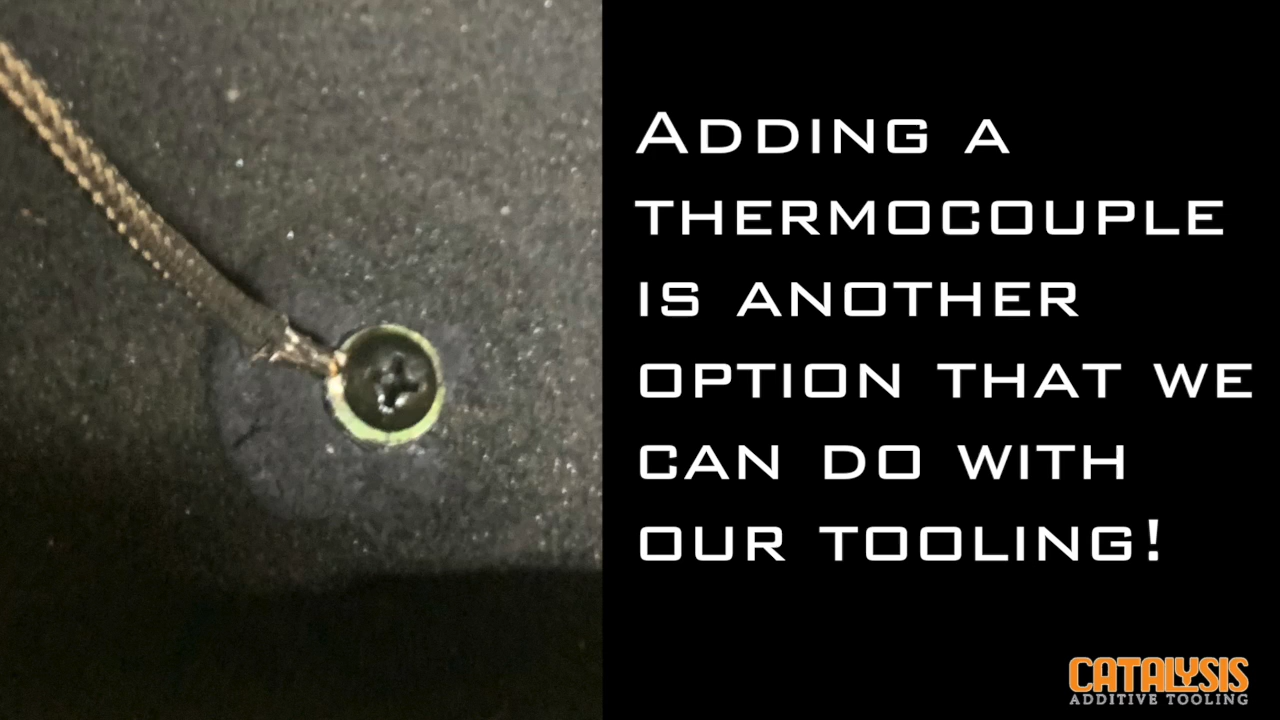 Adding a
thermocouple
is another
option that we
can do with
our tooling!
CATALYSIS
ADDITIVE TOOLING